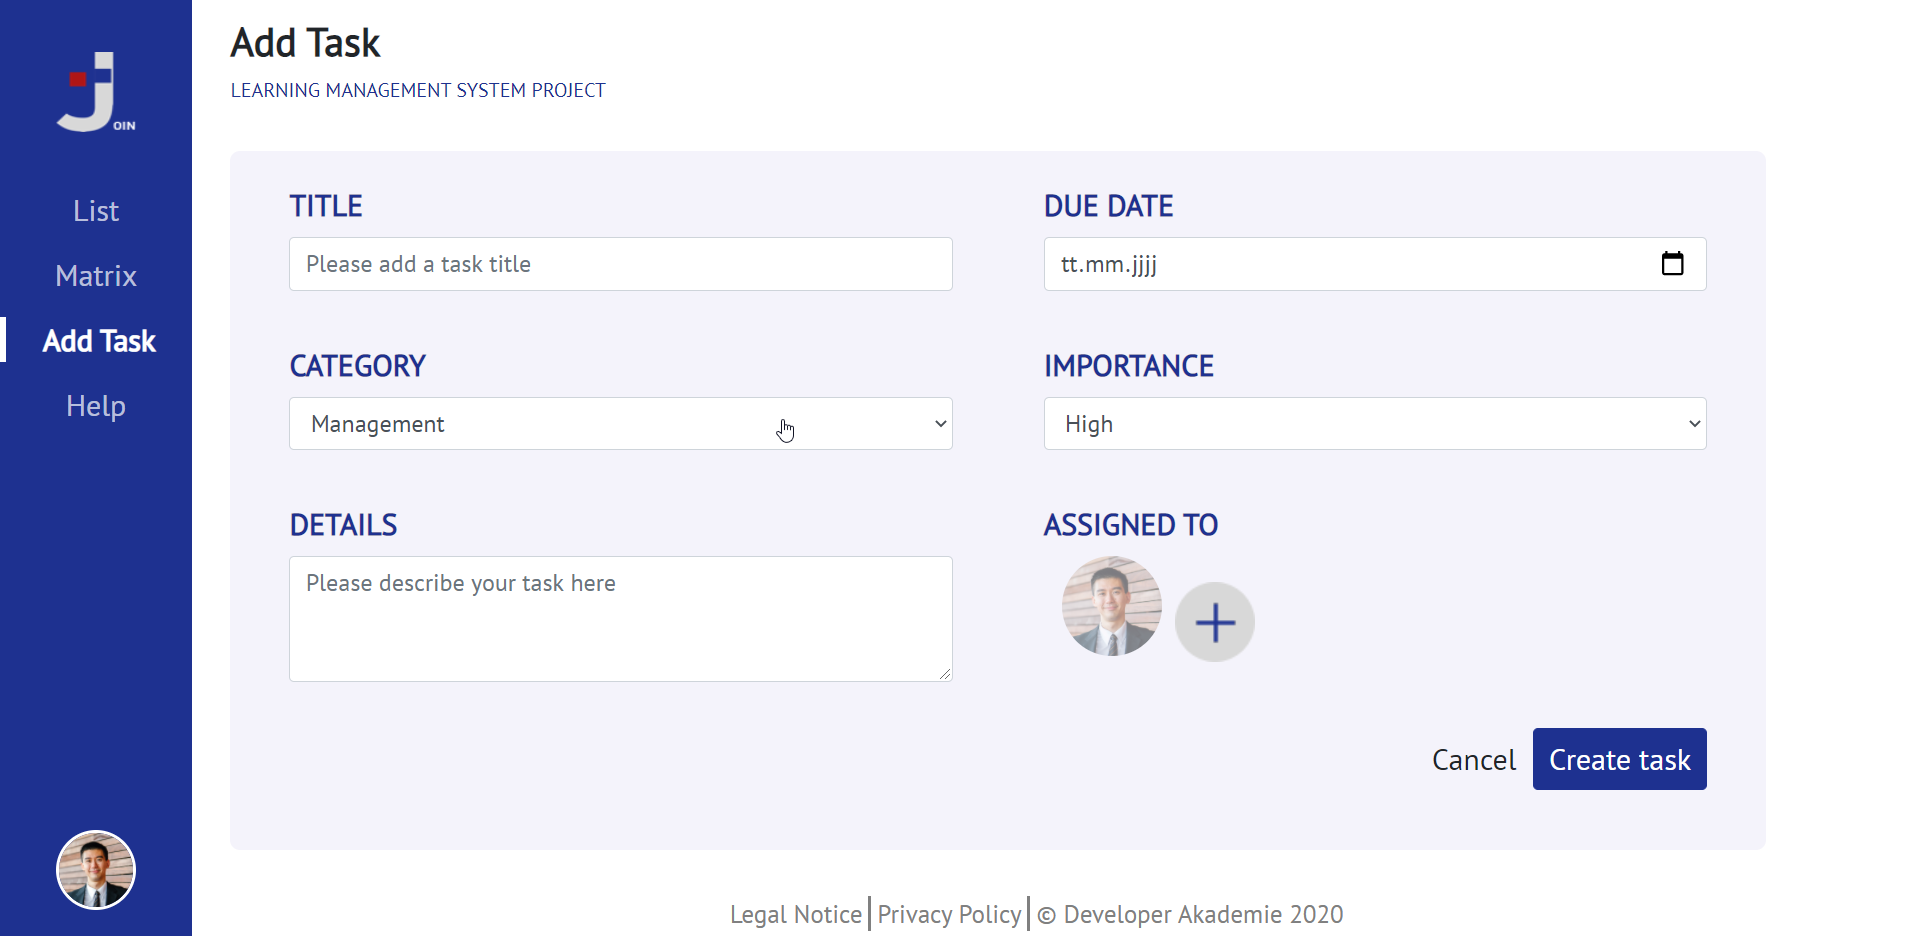 OIN
List
Matrix
Add Task
Help
Add Task
LEARNING MANAGEMENT SYSTEM PROJECT
TITLE
Please add a task title
DUE DATE
tt.mm.jjjj
CATEGORY
Management
IMPORTANCE
High
DETAILS
Please describe your task here
ASSIGNED TO
Cancel
Create task
Legal Notice Privacy Policy © Developer Akademie 2020